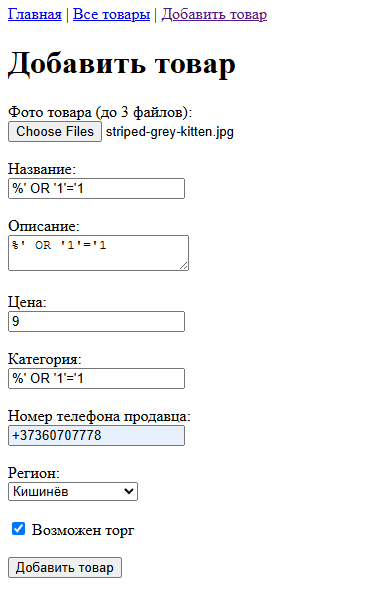 Главная | Все товары | Добавить товар
Добавить товар
Фото товара (до 3 файлов):
Choose Files striped-grey-kitten.jpg
Название:
%' OR '1'='1
Описание:
%' OR '1'='1
Цена:
9
Категория:
%' OR '1'='1
Номер телефона продавца:
+37360707778
Регион:
Кишинёв
Возможен торг
Добавить товар